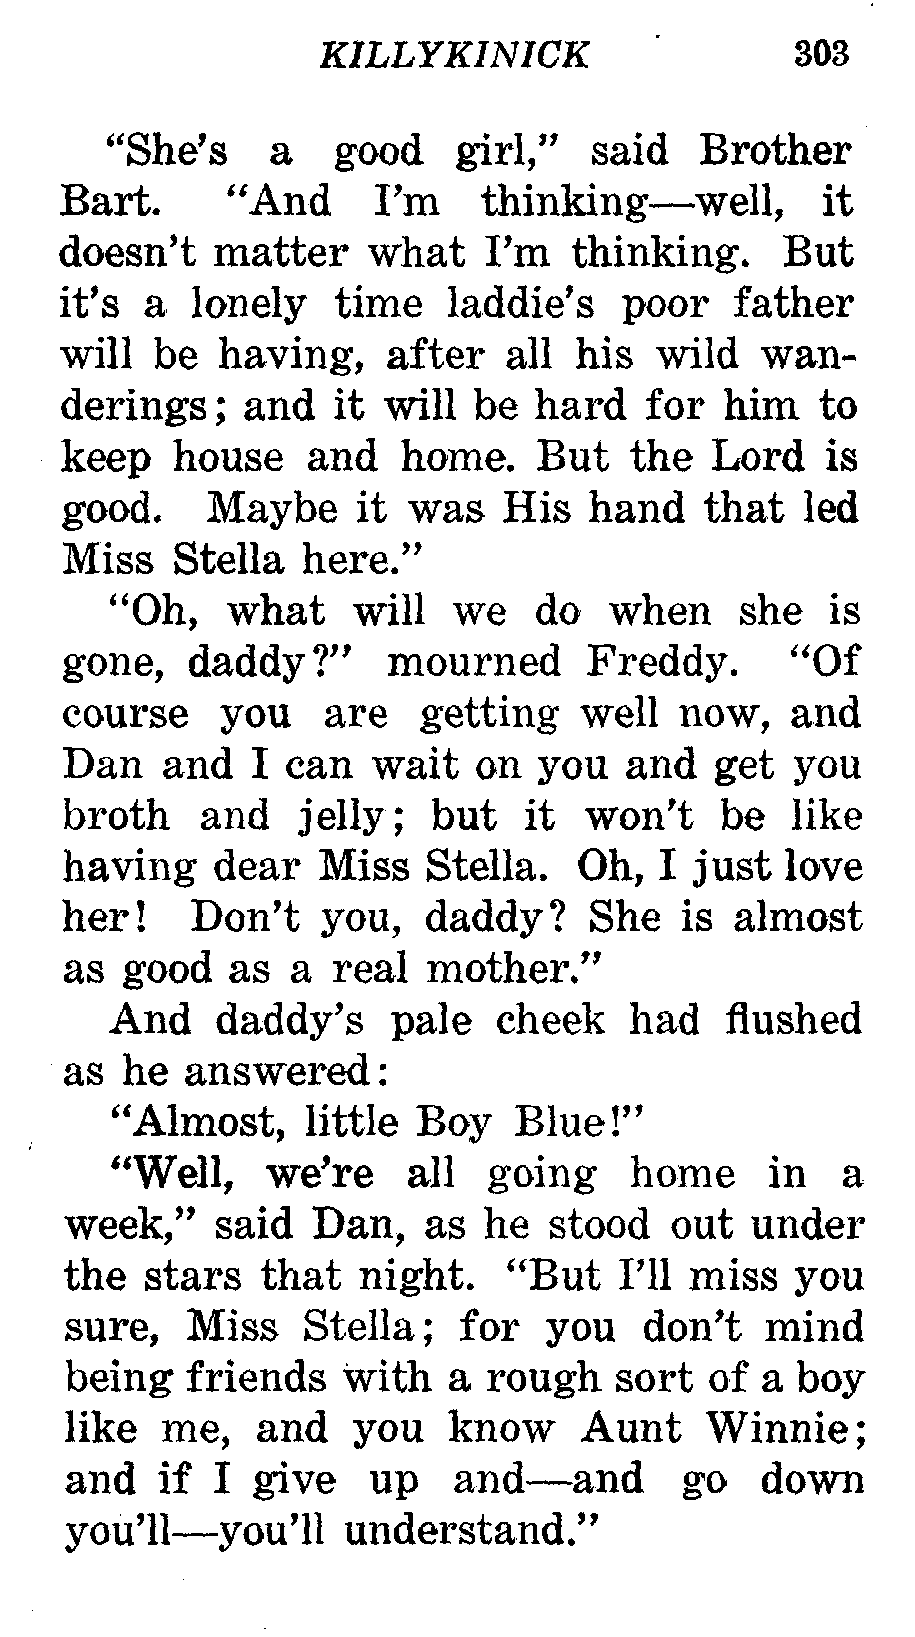 KILLYKINICK 303
“She’s a good girl,” said Brother
Bart. “And I’m thinking—well, it
doesn’t matter what I’m thinking. But
it’s a lonely time laddie’s poor father
will be having, after all his wild wan-
derings; and it will be hard for him to
keep house and home. But the Lord is
good. Maybe it was His hand that led
Miss Stella here.”
“Oh, what will we do when she is
gone, daddy?” mourned Freddy. “Of
course you are getting well now, and
Dan and I can wait on you and get you
broth and jelly; but it won’t be like
having dear Miss Stella. Oh, I just love
her! Don’t you, daddy? She is almost
as good as a real mother.”
And daddy’s pale cheek had flushed
as he answered:
“Almost, little Boy Blue!”
“Well, we’re all going home in a
week,” said Dan, as he stood out under
the stars that night. “But I’ll miss you
sure, Miss Stella; for you don’t mind
being friends with a rough sort of a boy
like me, and you know Aunt Winnie;
and if I give up and—and go down
you’ll—you’ll understand.”